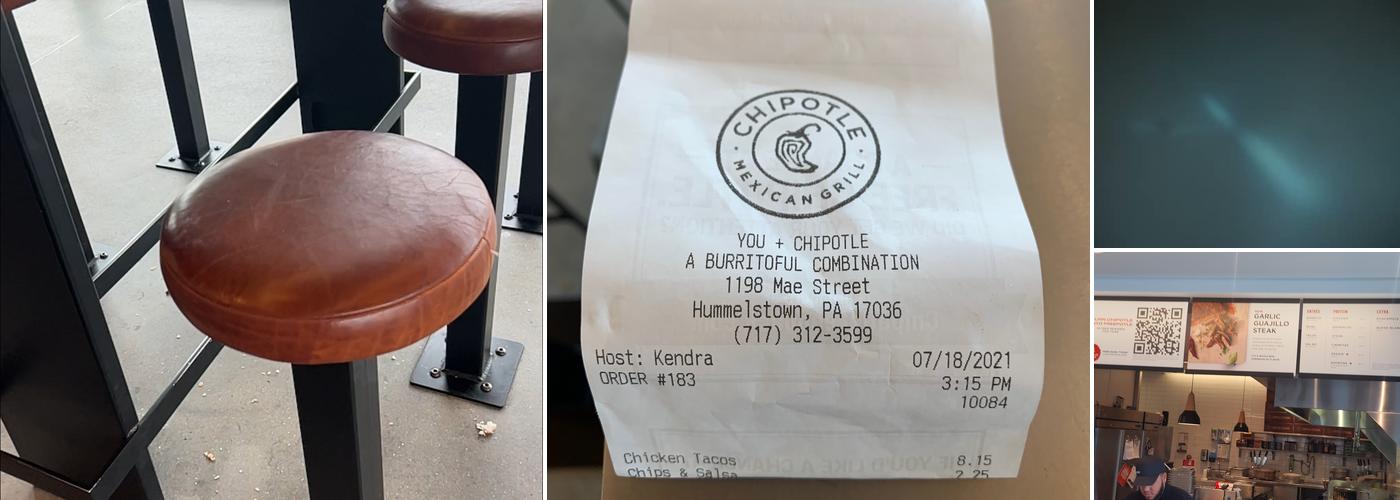 CHIPOTLE
MEXICAN GRILL
YOU + CHIPOTLE
A BURRITOFUL COMBINATION
1198 Mae Street
Hummelstown, PA 17036
(717) 312-3599
Host: Kendra 07/18/2021
ORDER #183 3:15 PM
10084
Chicken Tacos 8.15
Chips & Salsa 2.25
GARLIC
GUAJILLO
STEAK